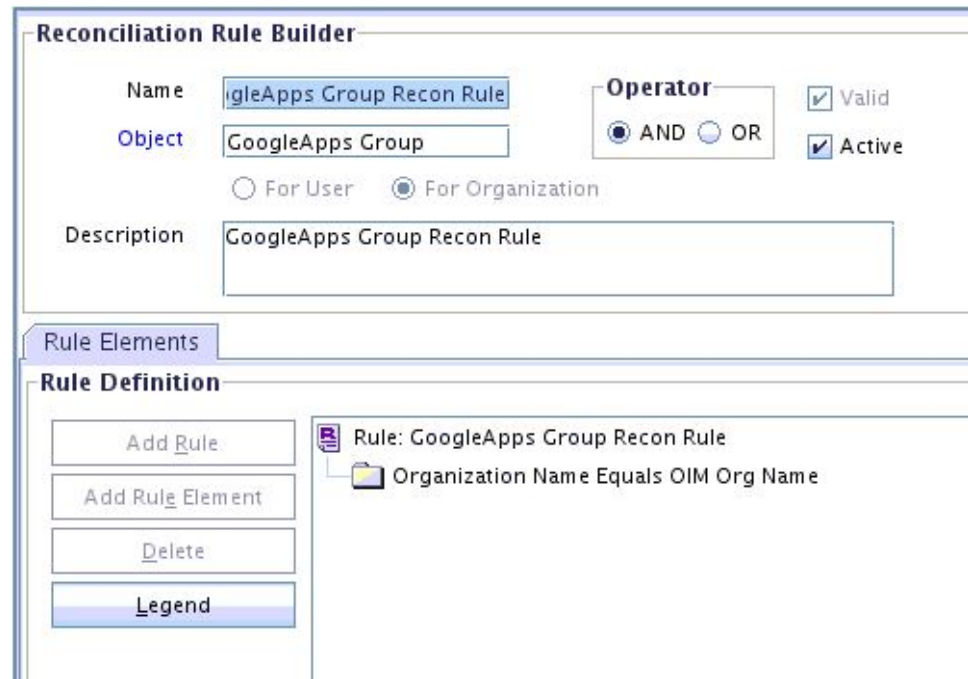 Reconciliation Rule Builder
Name gleApps Group Recon Rule
Operator
Valid
Object GoogleApps Group
AND OR
Active
For User For Organization
Description GoogleApps Group Recon Rule
Rule Elements
Rule Definition
Add Rule
Rule: GoogleApps Group Recon Rule
Add Rule Element
Organization Name Equals OIM Org Name
Delete
Legend